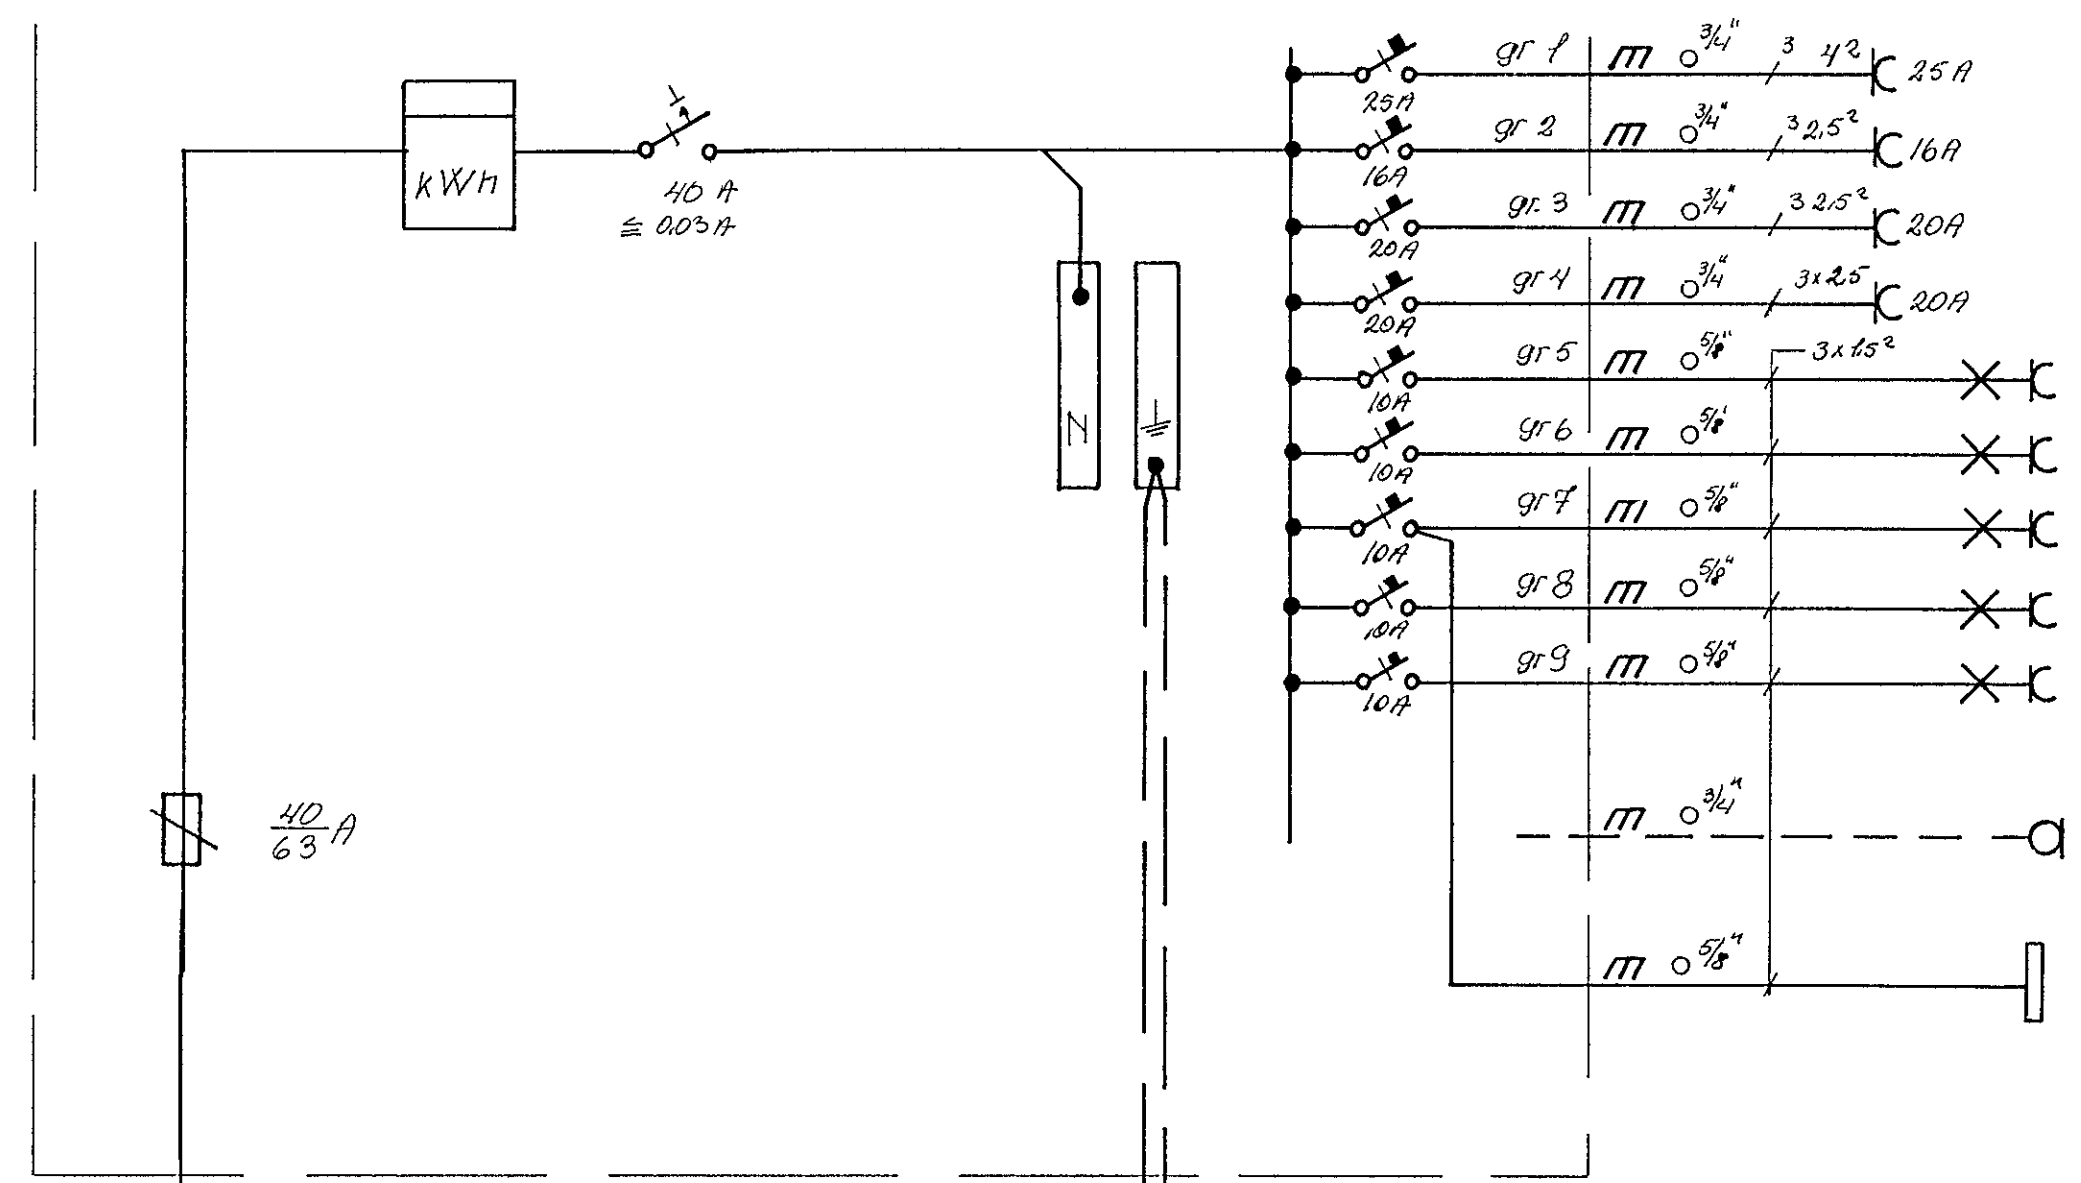 kWh
40 A
≦ 0,03 A
N
40
63 A
gr 1 3/4" 3 4² 25A
25A
gr 2 3/4" 3 2,5² 16A
16A
gr. 3 3/4" 3 2,5² 20A
20A
gr 4 3/4" 3x2,5 20A
20A
gr 5 5/8" 3x1,5²
10A
gr 6 5/8'
10A
gr 7 5/8"
10A
gr 8 5/8"
10A
gr 9 5/8"
10A
3/4"
5/8"